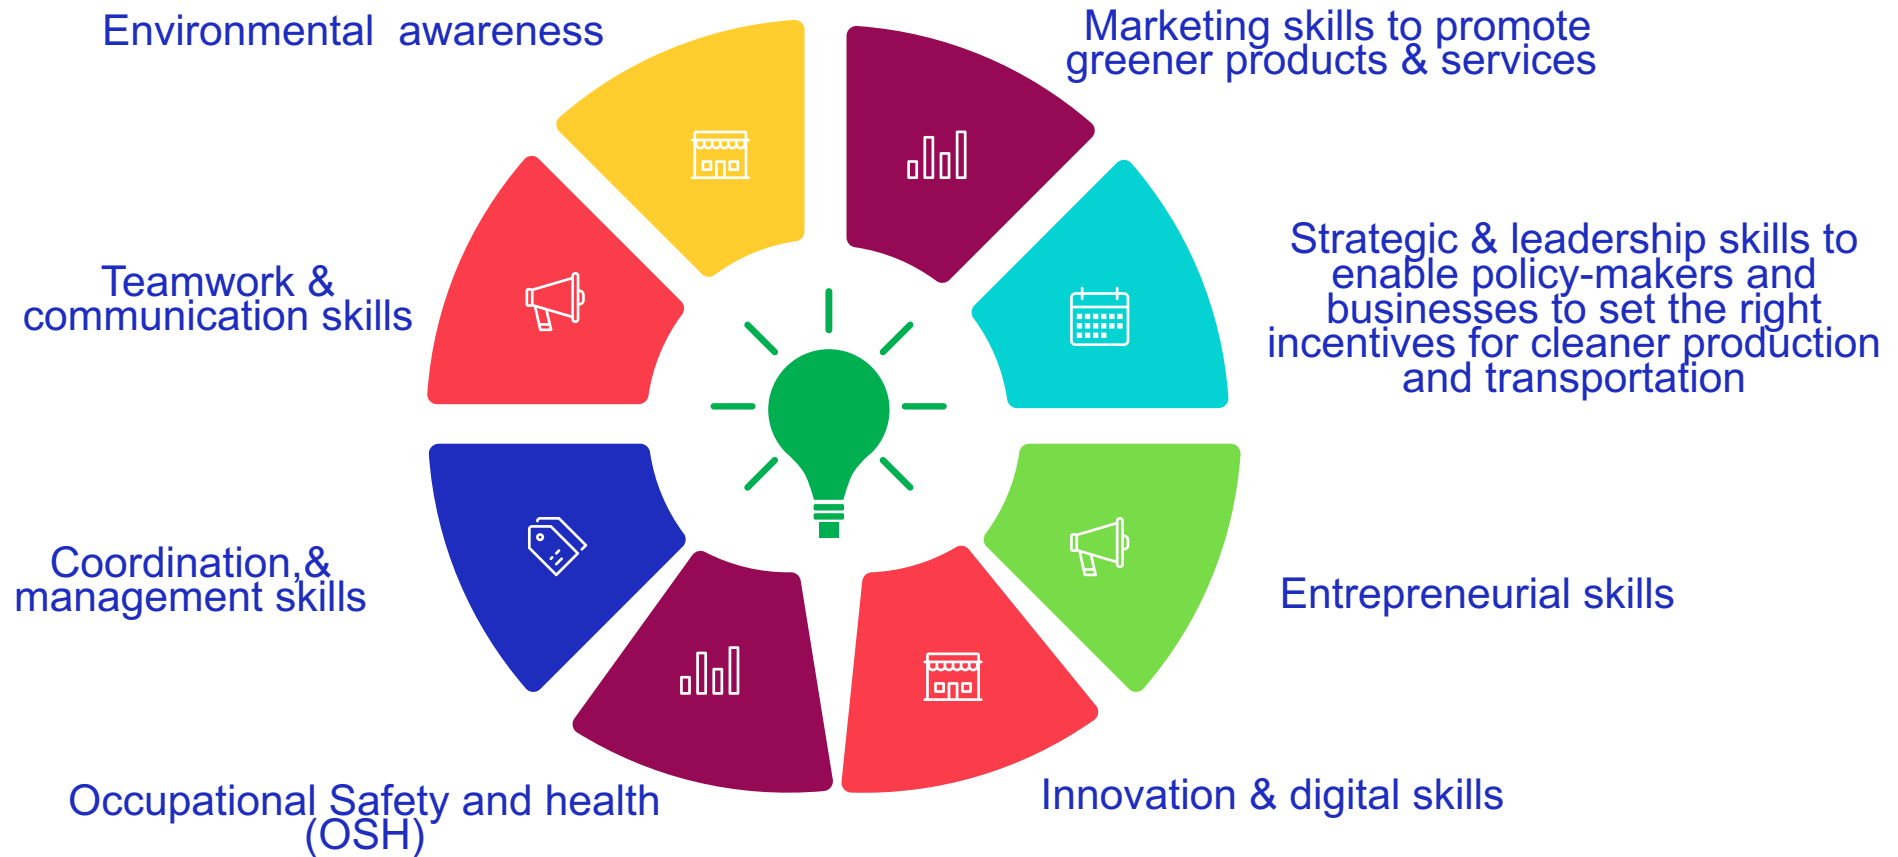 Environmental  awareness
Marketing skills to promote
greener products & services
Teamwork &
communication skills
Strategic & leadership skills to
enable policy-makers and
businesses to set the right
incentives for cleaner production
and transportation
Coordination,&
management skills
Entrepreneurial skills
Occupational Safety and health
(OSH)
Innovation & digital skills